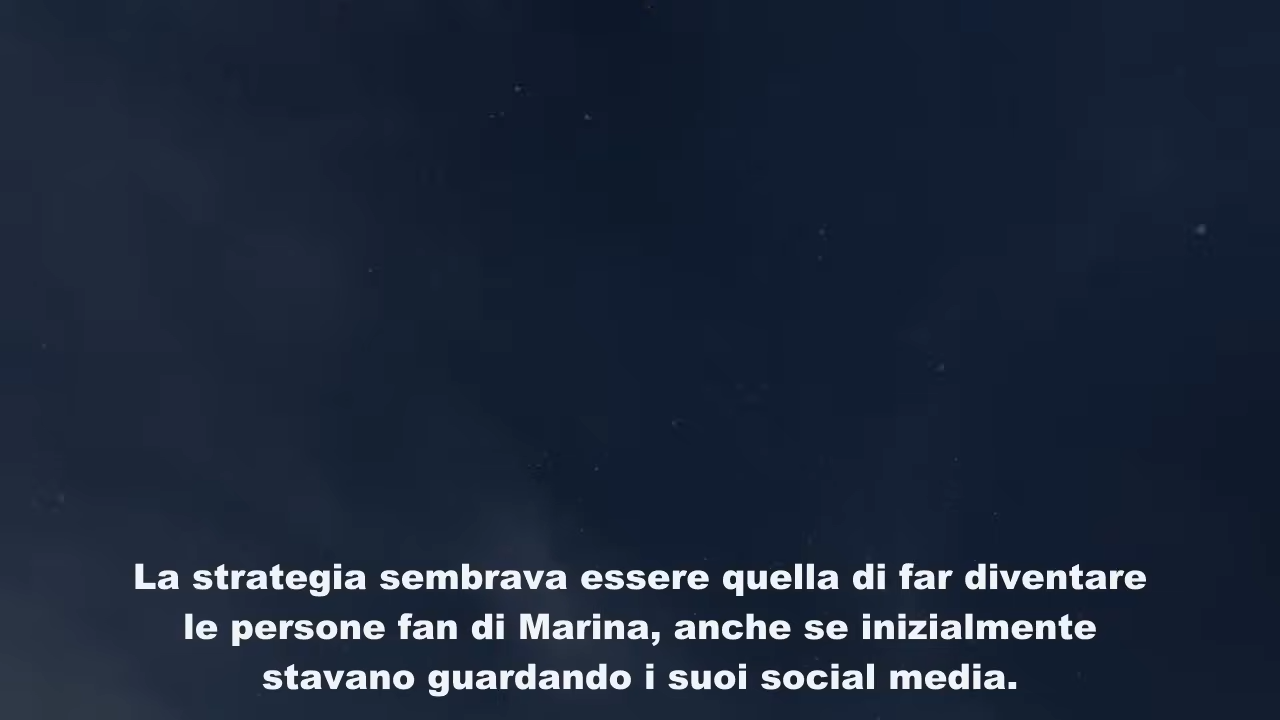 La strategia sembrava essere quella di far diventare
le persone fan di Marina, anche se inizialmente
stavano guardando i suoi social media.